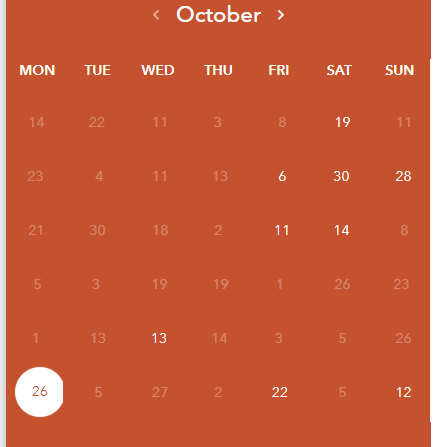 ‹ October ›
MON TUE WED THU FRI SAT SUN
14 22 11 3 8 19 11
23 4 11 13 6 30 28
21 30 18 2 11 14 8
5 3 19 19 1 26 23
1 13 13 14 3 5 26
26 5 27 2 22 5 12